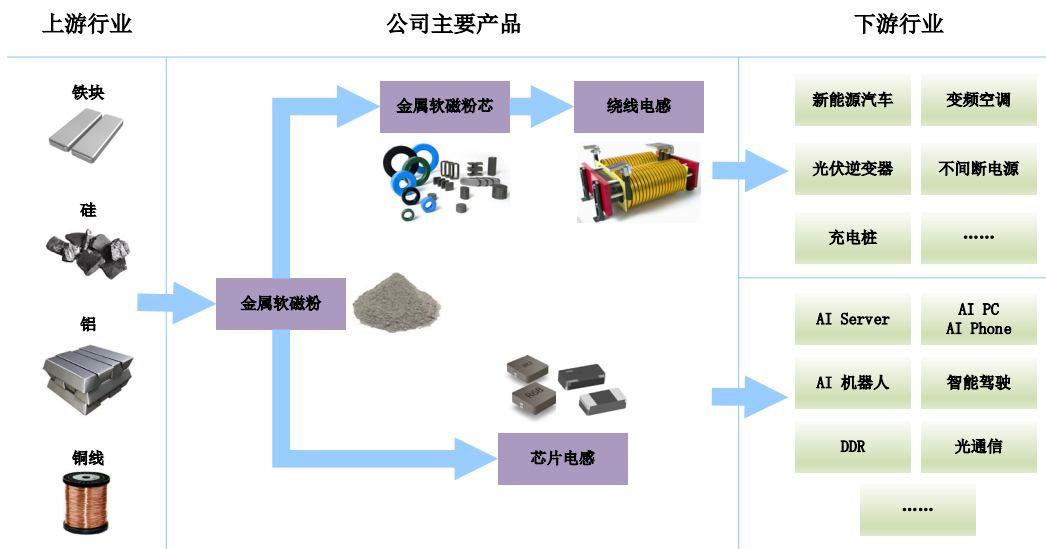 上游行业
公司主要产品
下游行业
铁块
硅
铝
铜线
金属软磁粉
金属软磁粉芯
绕线电感
芯片电感
新能源汽车
变频空调
光伏逆变器
不间断电源
充电桩
……
AI Server
AI PC
AI Phone
AI 机器人
智能驾驶
DDR
光通信
……